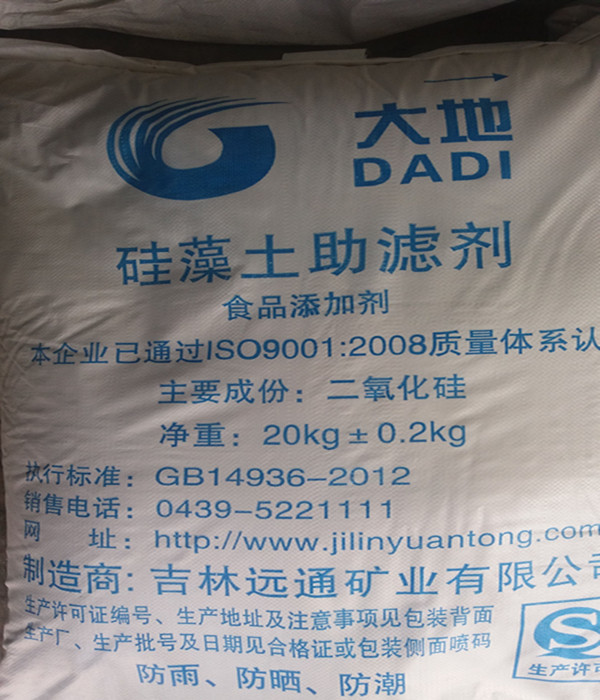 大地
DADI
硅藻土助滤剂
食品添加剂
本企业已通过ISO9001:2008质量体系认
主要成份：二氧化硅
净重：20kg±0.2kg
执行标准：GB14936-2012
销售电话：0439-5221111
网 址：http://www.jilinyuantong.com
制造商:吉林远通矿业有限公司
生产许可证编号、生产地址及注意事项见包装背面
生产厂、生产批号及日期见合格证或包装侧面喷码
生产许可
防雨、防晒、防潮